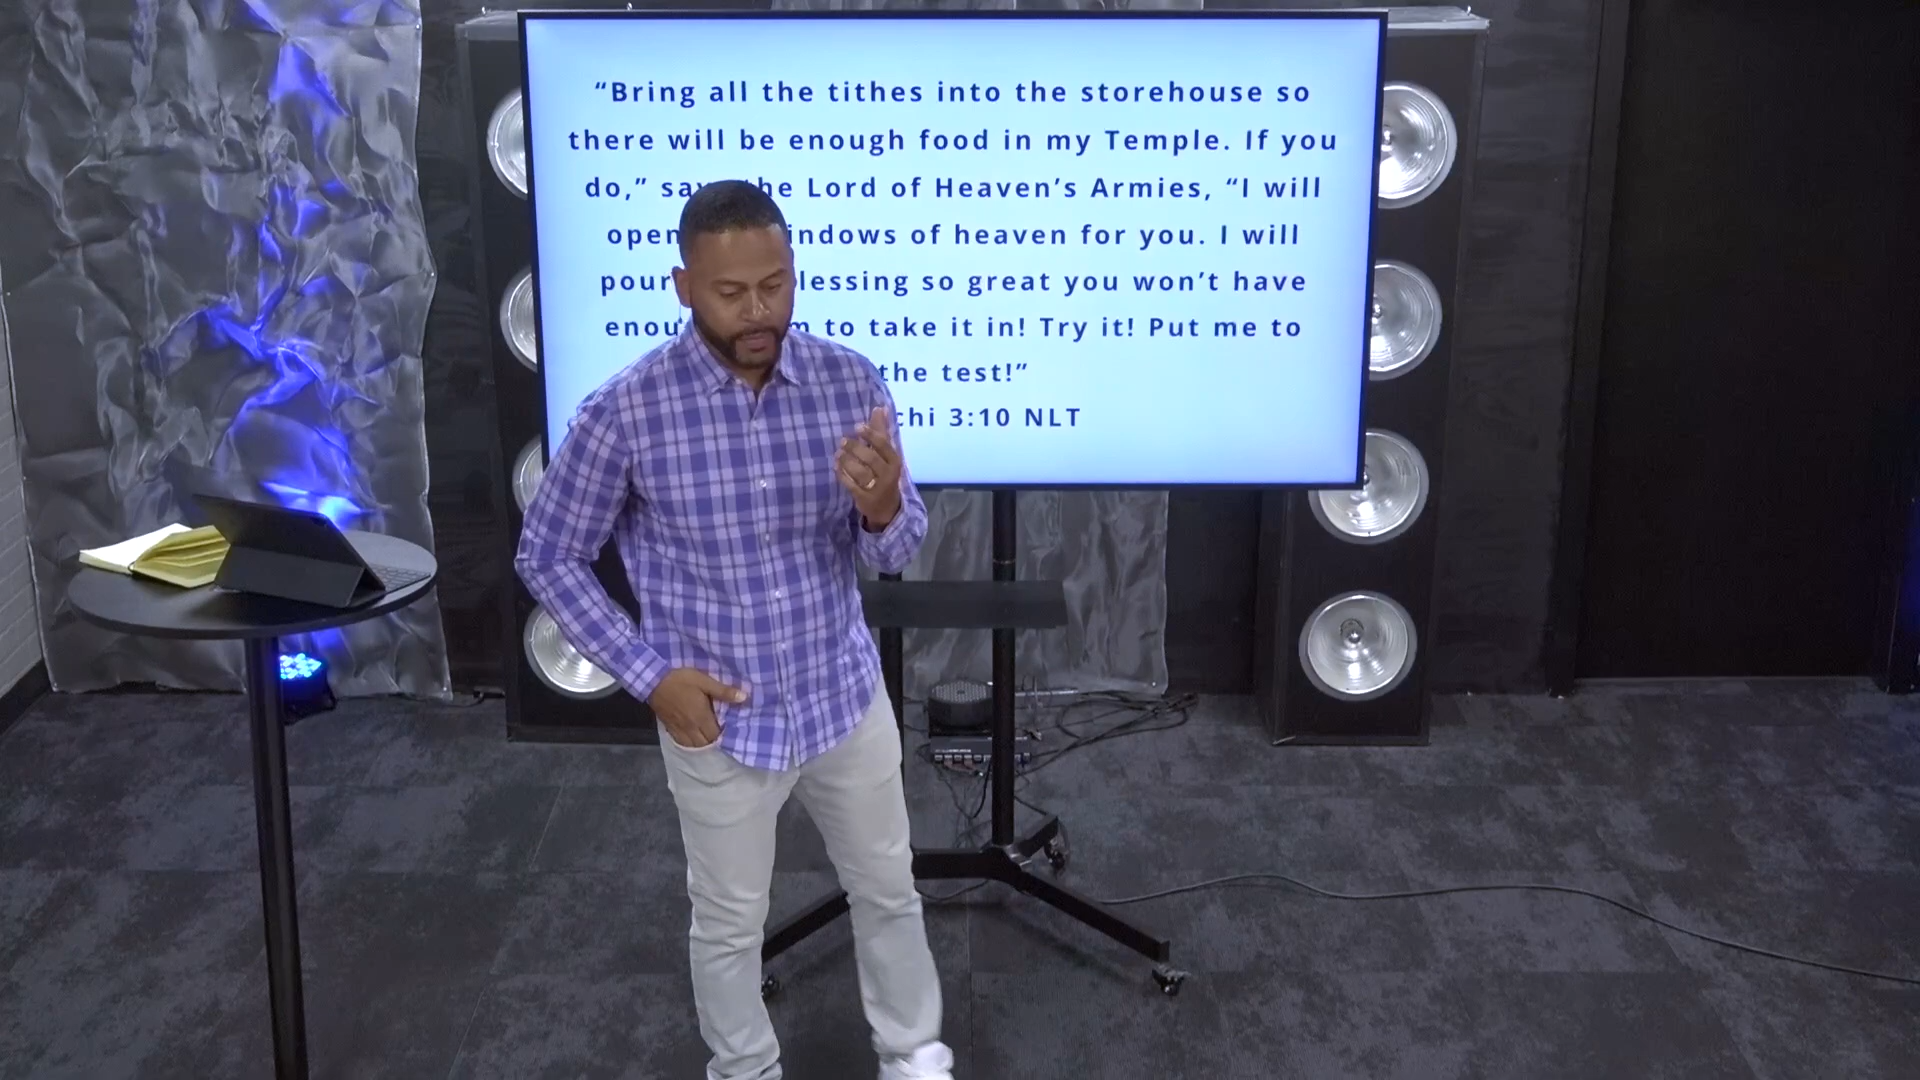 “Bring all the tithes into the storehouse so
there will be enough food in my Temple. If you
do,” says the Lord of Heaven’s Armies, “I will
open indows of heaven for you. I will
pour lessing so great you won’t have
enou m to take it in! Try it! Put me to
the test!”
chi 3:10 NLT